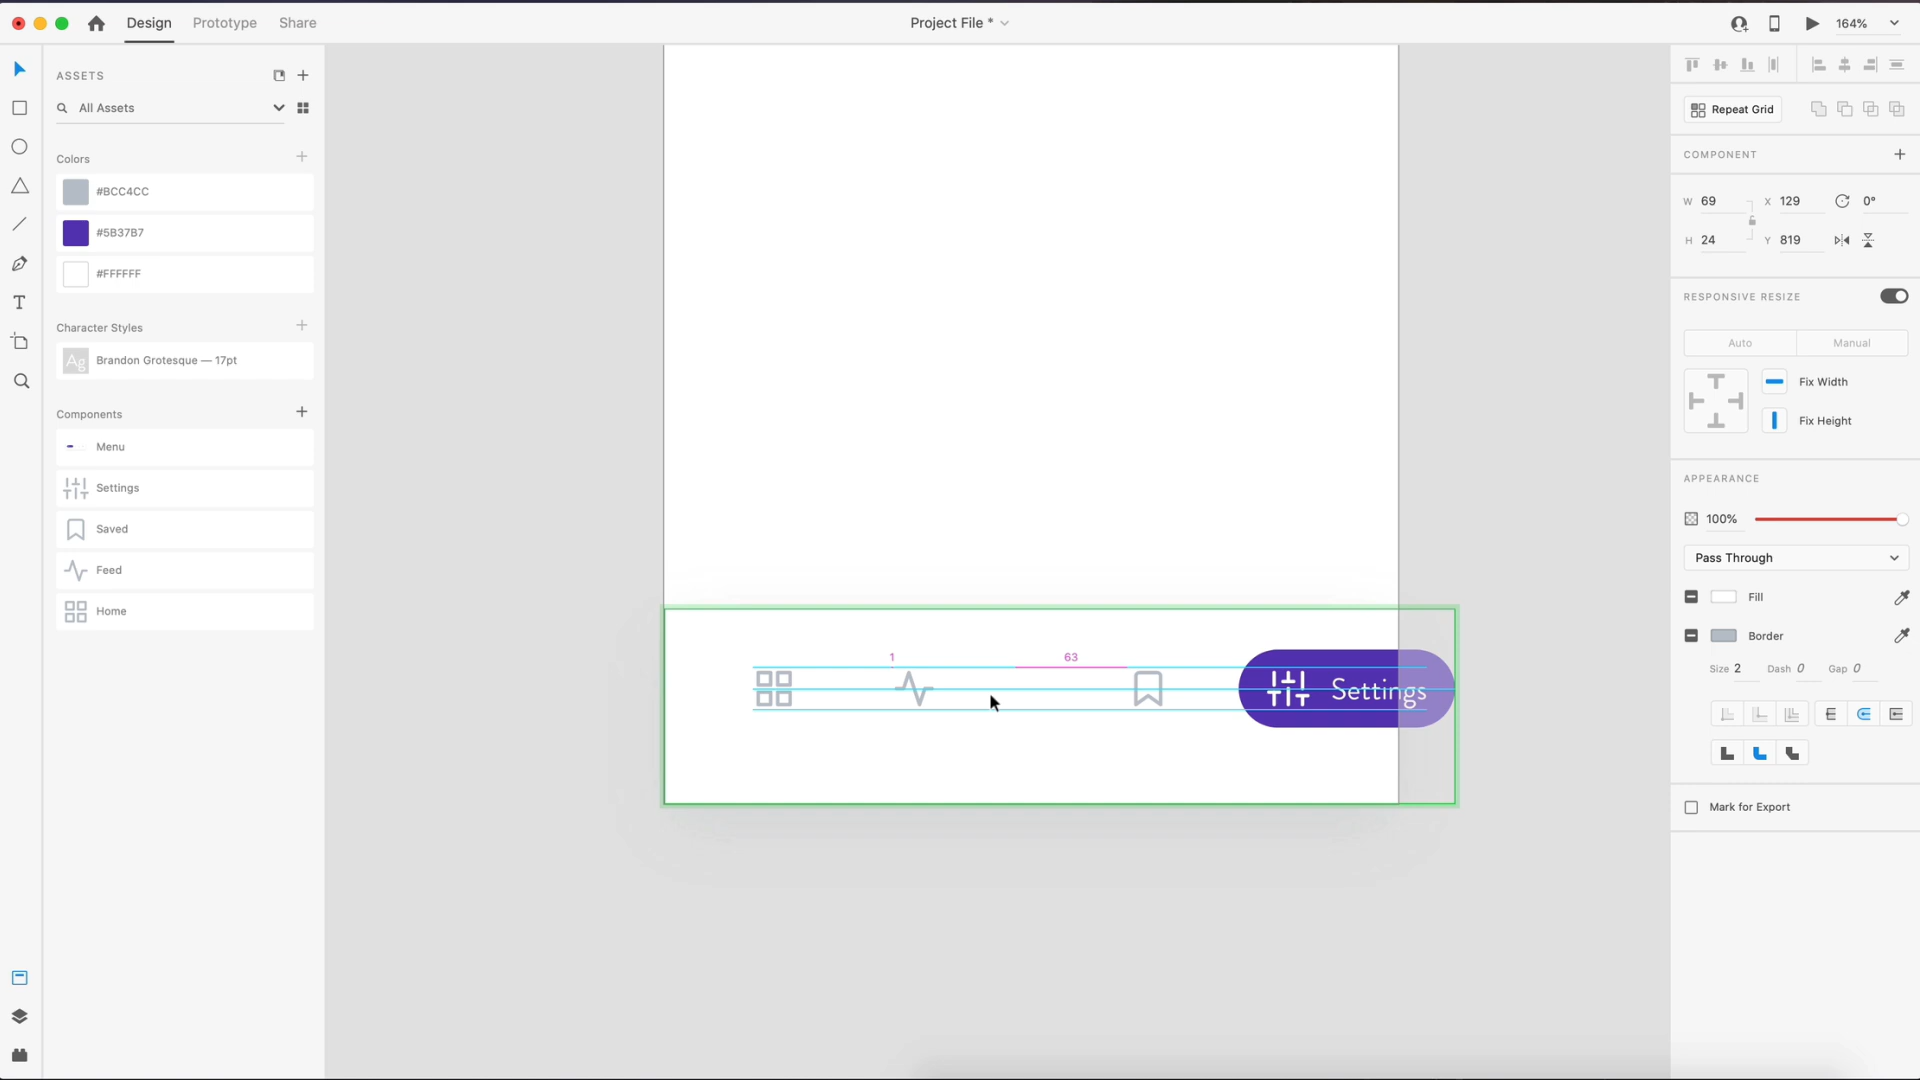 Design Prototype Share Project File * 164%
ASSETS
All Assets
Colors
#BCC4CC
#5B37B7
#FFFFFF
Character Styles
Ag Brandon Grotesque — 17pt
Components
Menu
Settings
Saved
Feed
Home
1 63
Settings
Repeat Grid
COMPONENT
W 69 X 129 0°
H 24 Y 819
RESPONSIVE RESIZE
Auto Manual
Fix Width
Fix Height
APPEARANCE
100%
Pass Through
Fill
Border
Size 2 Dash 0 Gap 0
Mark for Export